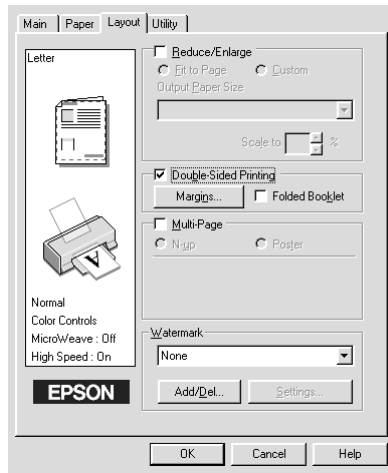 Main Paper Layout Utility
Letter
Normal
Color Controls
MicroWeave : Off
High Speed : On
EPSON
Reduce/Enlarge
Fit to Page Custom
Output Paper Size
Scale to %
Double-Sided Printing
Margins... Folded Booklet
Multi-Page
N-up Poster
Watermark
None
Add/Del... Settings...
OK Cancel Help